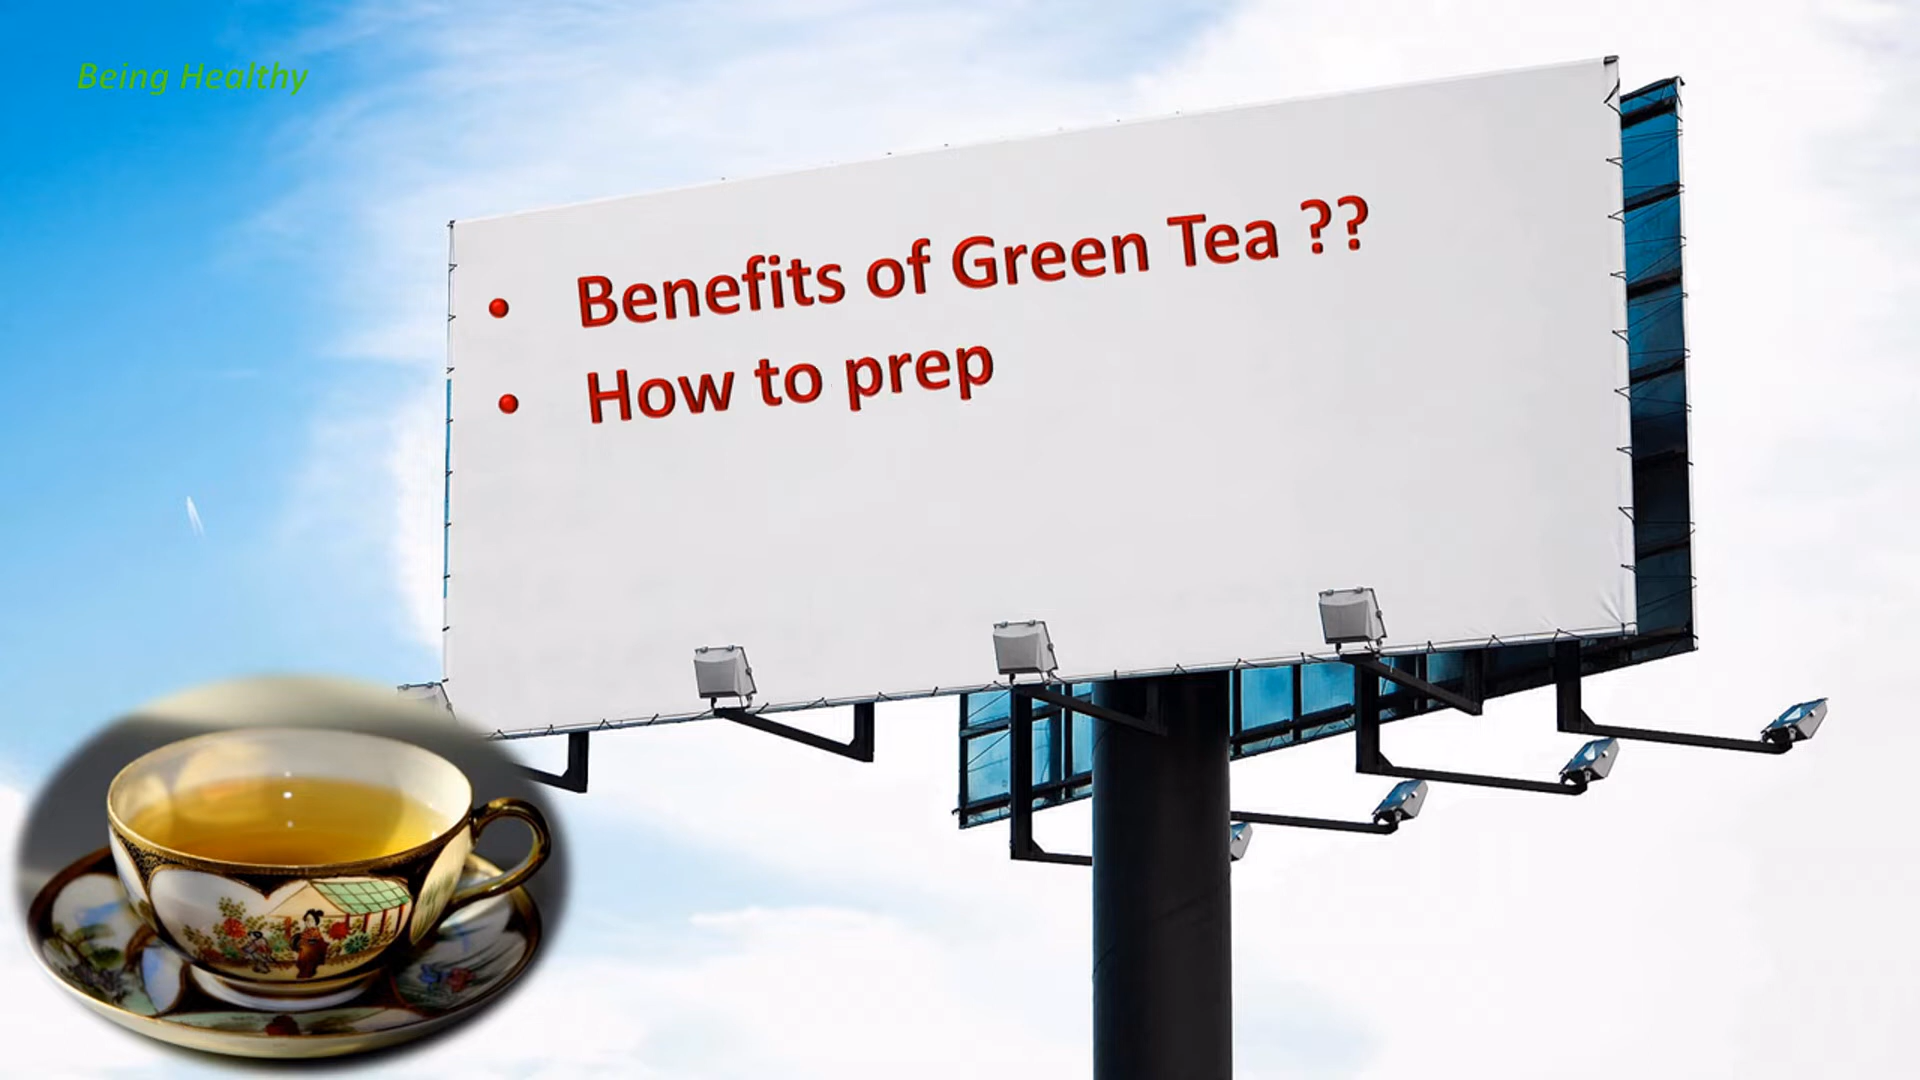 Being Healthy
• Benefits of Green Tea ??
• How to prep